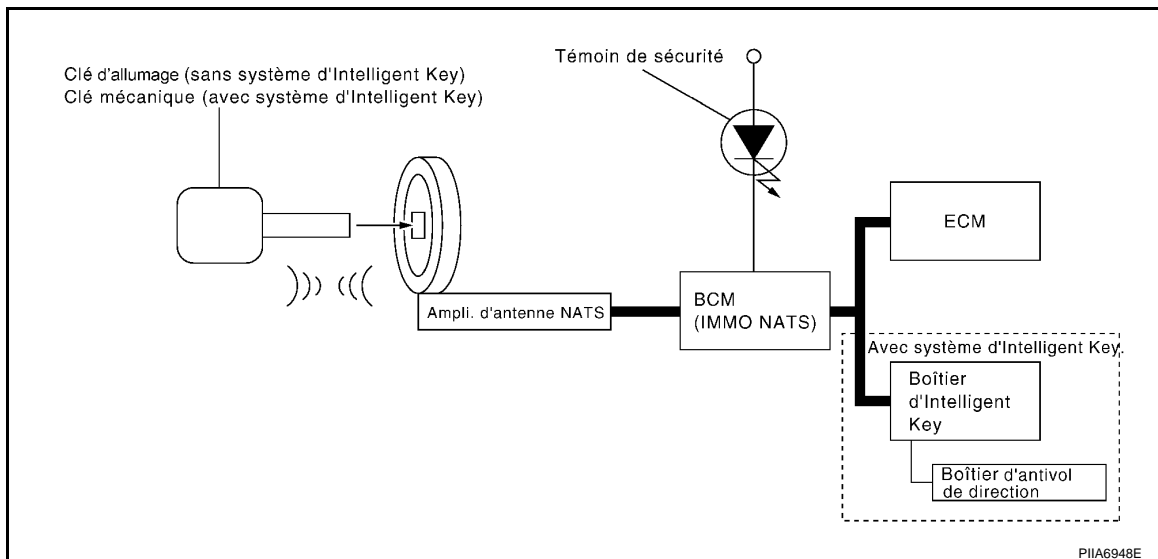 Clé d'allumage (sans système d'Intelligent Key)
Clé mécanique (avec système d'Intelligent Key)
Témoin de sécurité
ECM
BCM
(IMMO NATS)
Ampli. d'antenne NATS
Avec système d'Intelligent Key.
Boîtier
d'Intelligent
Key
Boîtier d'antivol
de direction
PIIA6948E